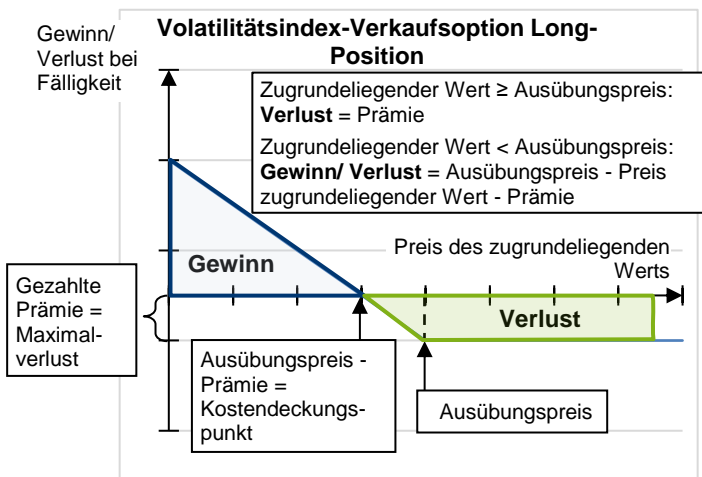 Gewinn/
Verlust bei
Fälligkeit
Volatilitätsindex-Verkaufsoption Long-
Position
Zugrundeliegender Wert ≥ Ausübungspreis:
Verlust = Prämie
Zugrundeliegender Wert < Ausübungspreis:
Gewinn/ Verlust = Ausübungspreis - Preis
zugrundeliegender Wert - Prämie
Preis des zugrundeliegenden
Werts
Gewinn
Verlust
Gezahlte
Prämie =
Maximal-
verlust
Ausübungspreis -
Prämie =
Kostendeckungs-
punkt
Ausübungspreis